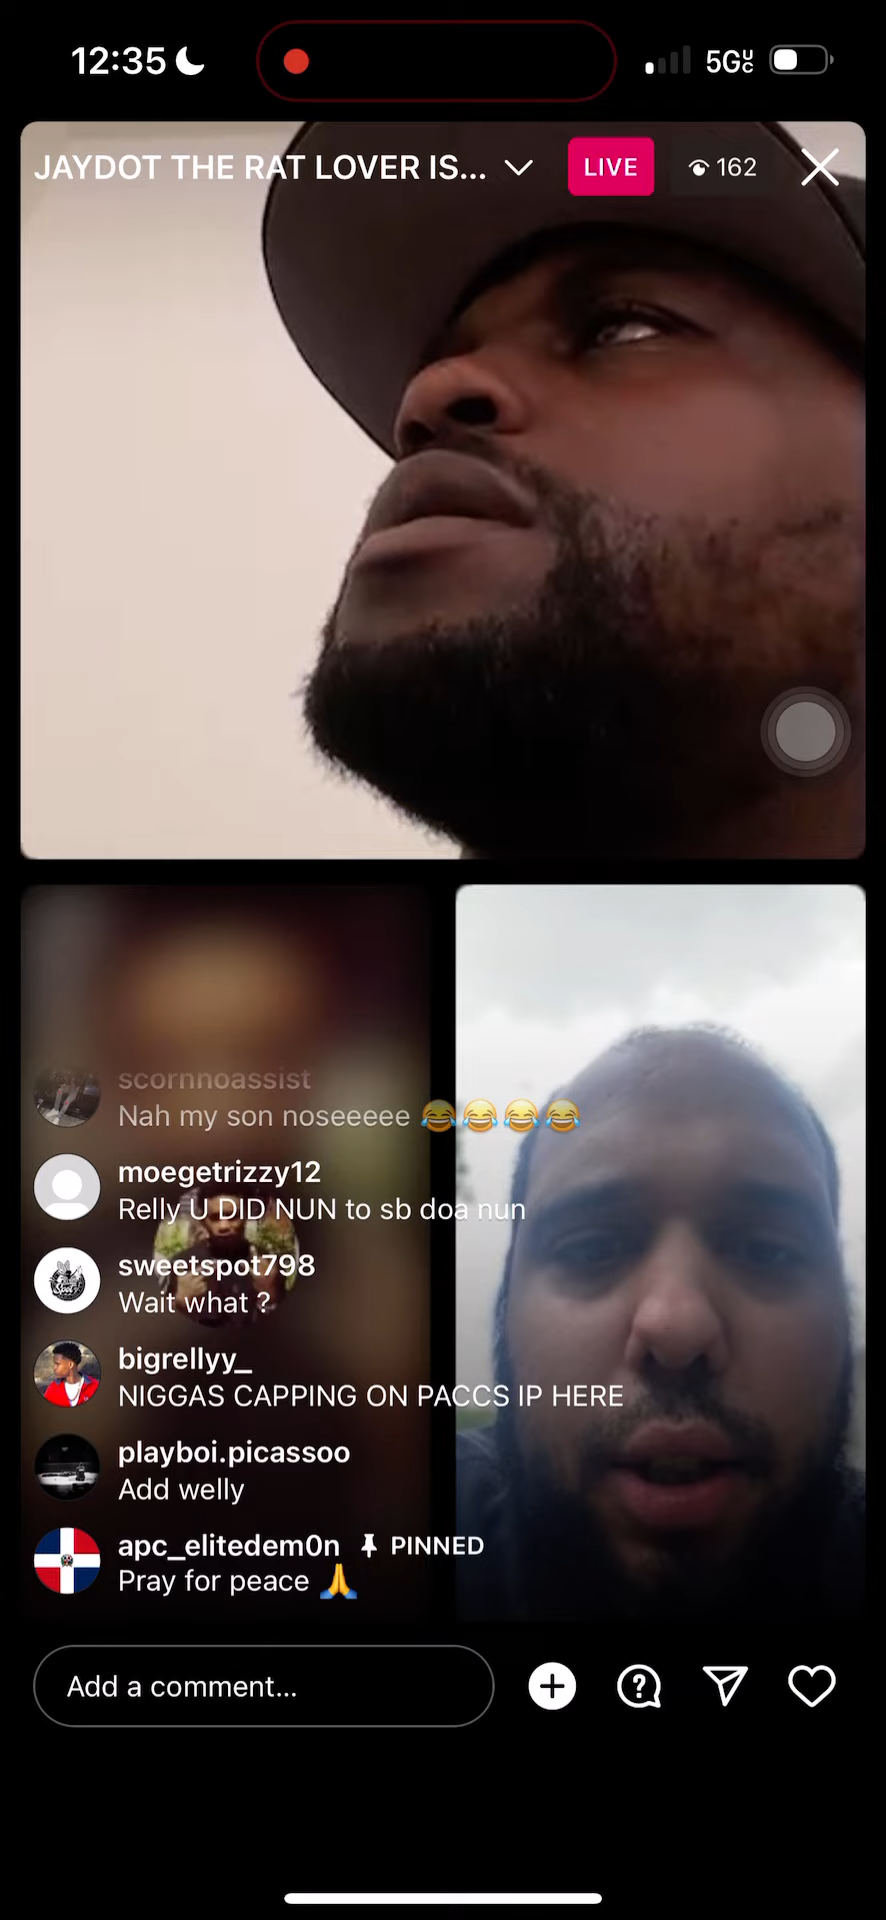 12:35
5GUC
JAYDOT THE RAT LOVER IS...
LIVE
162
scornnoassist
Nah my son noseeeee 😂😂😂😂
moegetrizzy12
Relly U DID NUN to sb doa nun
sweetspot798
Wait what ?
bigrellyy_
NIGGAS CAPPING ON PACCS IP HERE
playboi.picassoo
Add welly
apc_elitedem0n PINNED
Pray for peace 🙏
Add a comment...